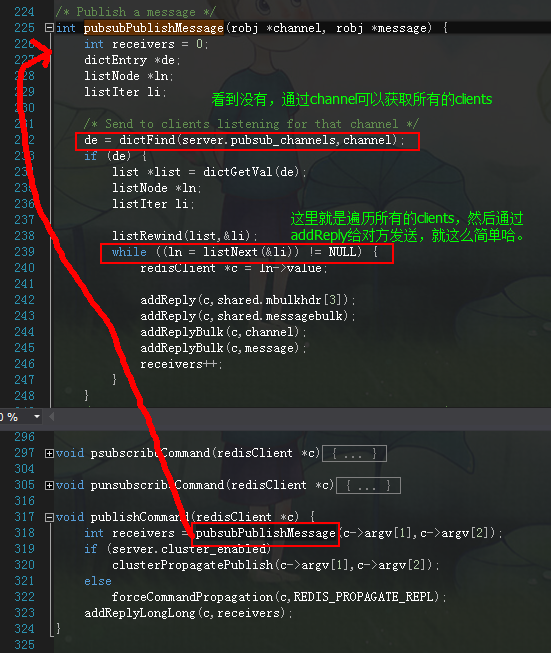 224 /* Publish a message */
225 int pubsubPublishMessage(robj *channel, robj *message) {
226 int receivers = 0;
227 dictEntry *de;
228 listNode *ln;
229 listIter li;
230
看到没有，通过channel可以获取所有的clients
231 /* Send to clients listening for that channel */
232 de = dictFind(server.pubsub_channels,channel);
233 if (de) {
234 list *list = dictGetVal(de);
235 listNode *ln;
236 listIter li;
237
这里就是遍历所有的clients，然后通过
addReply给对方发送，就这么简单哈。
238 listRewind(list,&li);
239 while ((ln = listNext(&li)) != NULL) {
240 redisClient *c = ln->value;
241
242 addReply(c,shared.mbulkhdr[3]);
243 addReply(c,shared.messagebulk);
244 addReplyBulk(c,channel);
245 addReplyBulk(c,message);
246 receivers++;
247 }
248 }
0 %
296
297 void psubscribeCommand(redisClient *c) { ... }
304
305 void punsubscribeCommand(redisClient *c) { ... }
316
317 void publishCommand(redisClient *c) {
318 int receivers = pubsubPublishMessage(c->argv[1],c->argv[2]);
319 if (server.cluster_enabled)
320 clusterPropagatePublish(c->argv[1],c->argv[2]);
321 else
322 forceCommandPropagation(c,REDIS_PROPAGATE_REPL);
323 addReplyLongLong(c,receivers);
324 }
325